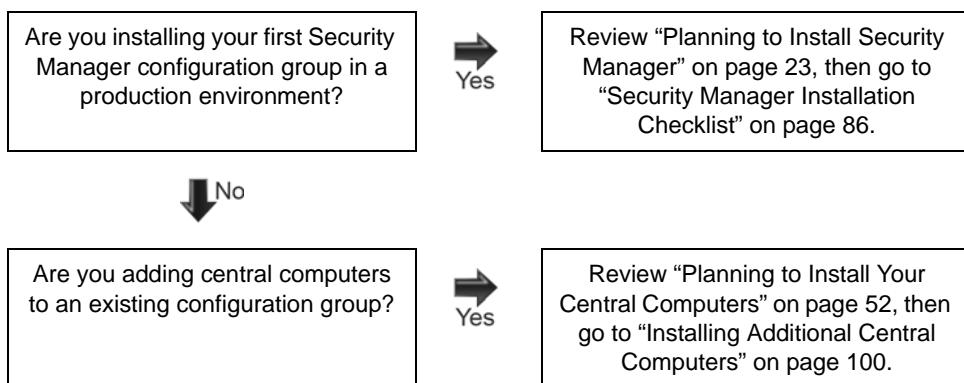 Are you installing your first Security
Manager configuration group in a
production environment?
Yes
Review “Planning to Install Security
Manager” on page 23, then go to
“Security Manager Installation
Checklist” on page 86.
No
Are you adding central computers
to an existing configuration group?
Yes
Review “Planning to Install Your
Central Computers” on page 52, then
go to “Installing Additional Central
Computers” on page 100.